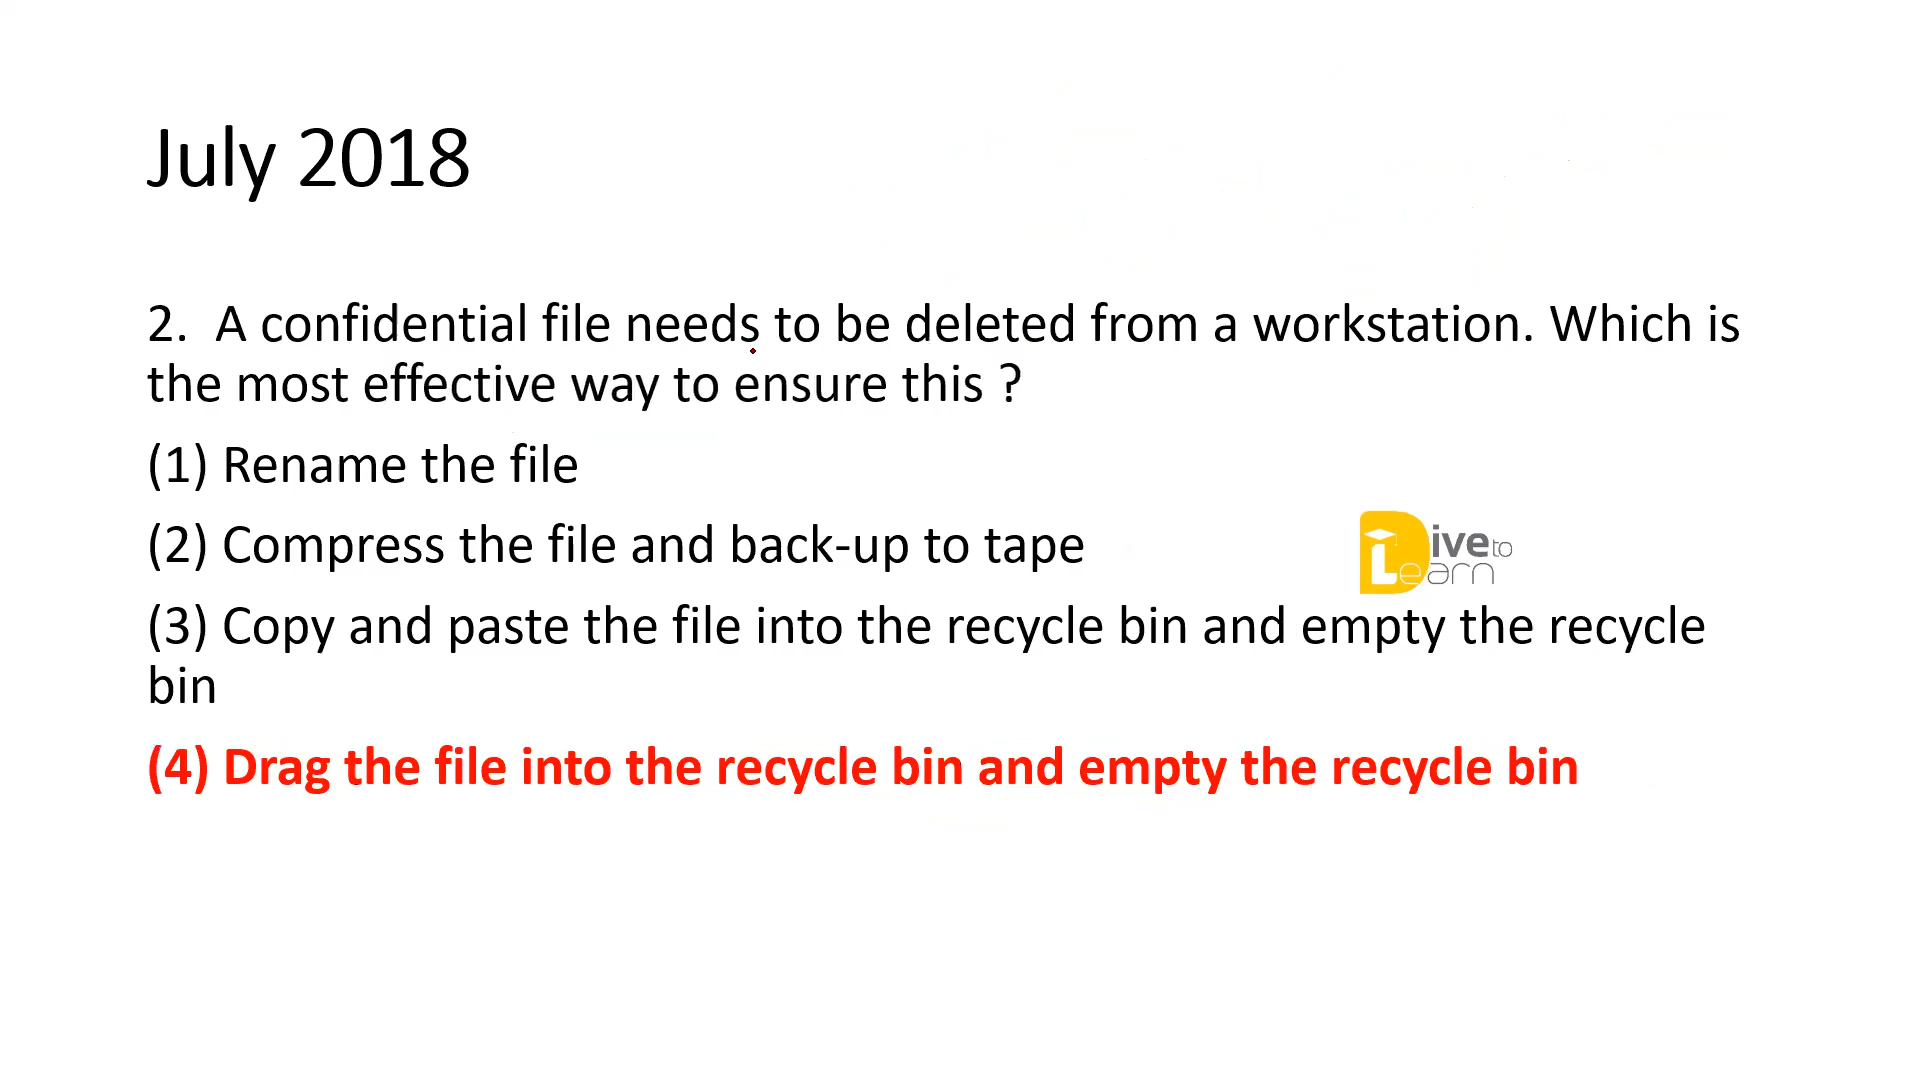 July 2018
2. A confidential file needs to be deleted from a workstation. Which is
the most effective way to ensure this ?
(1) Rename the file
(2) Compress the file and back-up to tape
Dive to
Learn
(3) Copy and paste the file into the recycle bin and empty the recycle
bin
(4) Drag the file into the recycle bin and empty the recycle bin